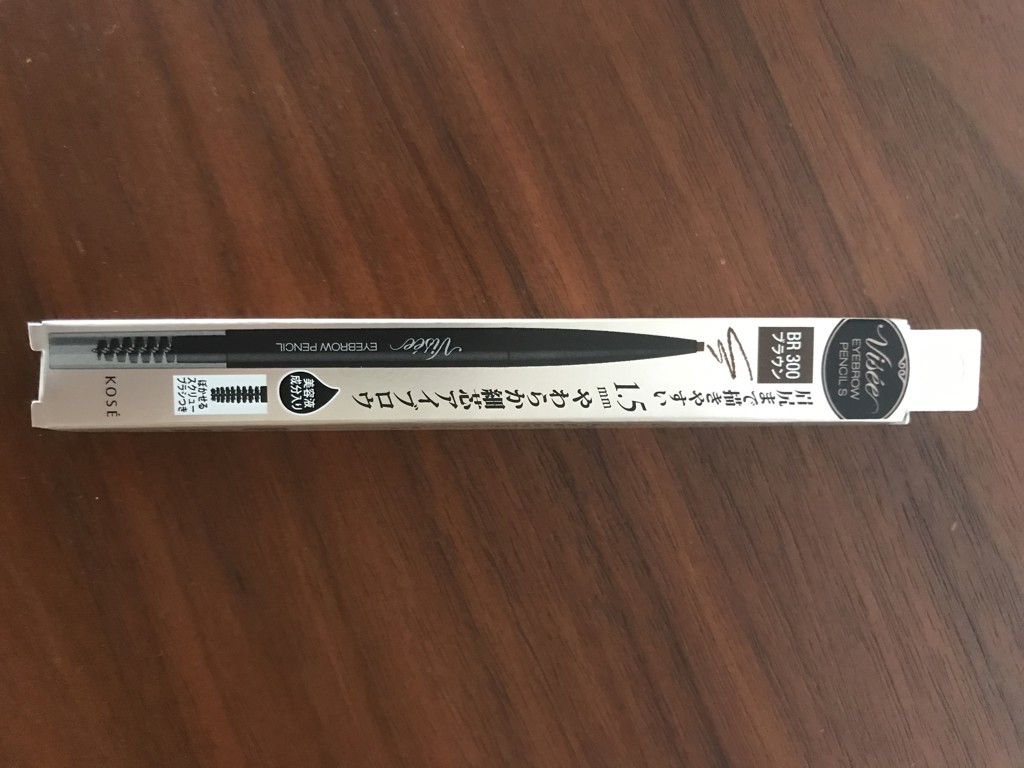 Visée
EYEBROW
PENCIL S
BR 300
ブラウン
眉尻まで描きやすい
1.5
mm
やわらか細芯アイブロウ
Visée EYEBROW PENCIL
美容液
成分入り
ぼかせる
スクリュー
ブラシつき
KOSÉ